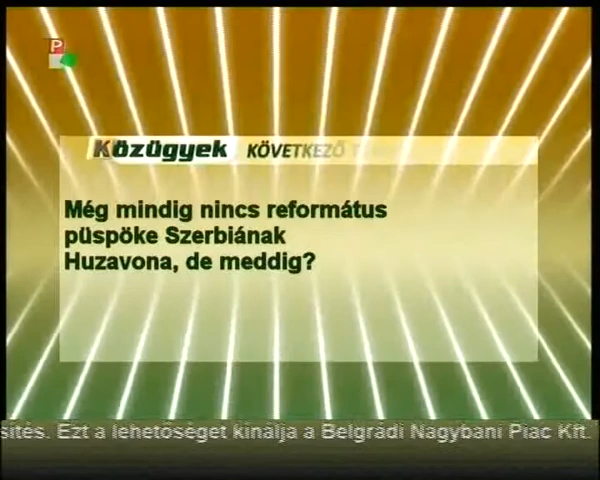 P
Közügyek KÖVETKEZŐ
Még mindig nincs református
püspöke Szerbiának
Huzavona, de meddig?
sítés. Ezt a lehetőséget kínálja a Belgrádi Nagybani Piac Kft.